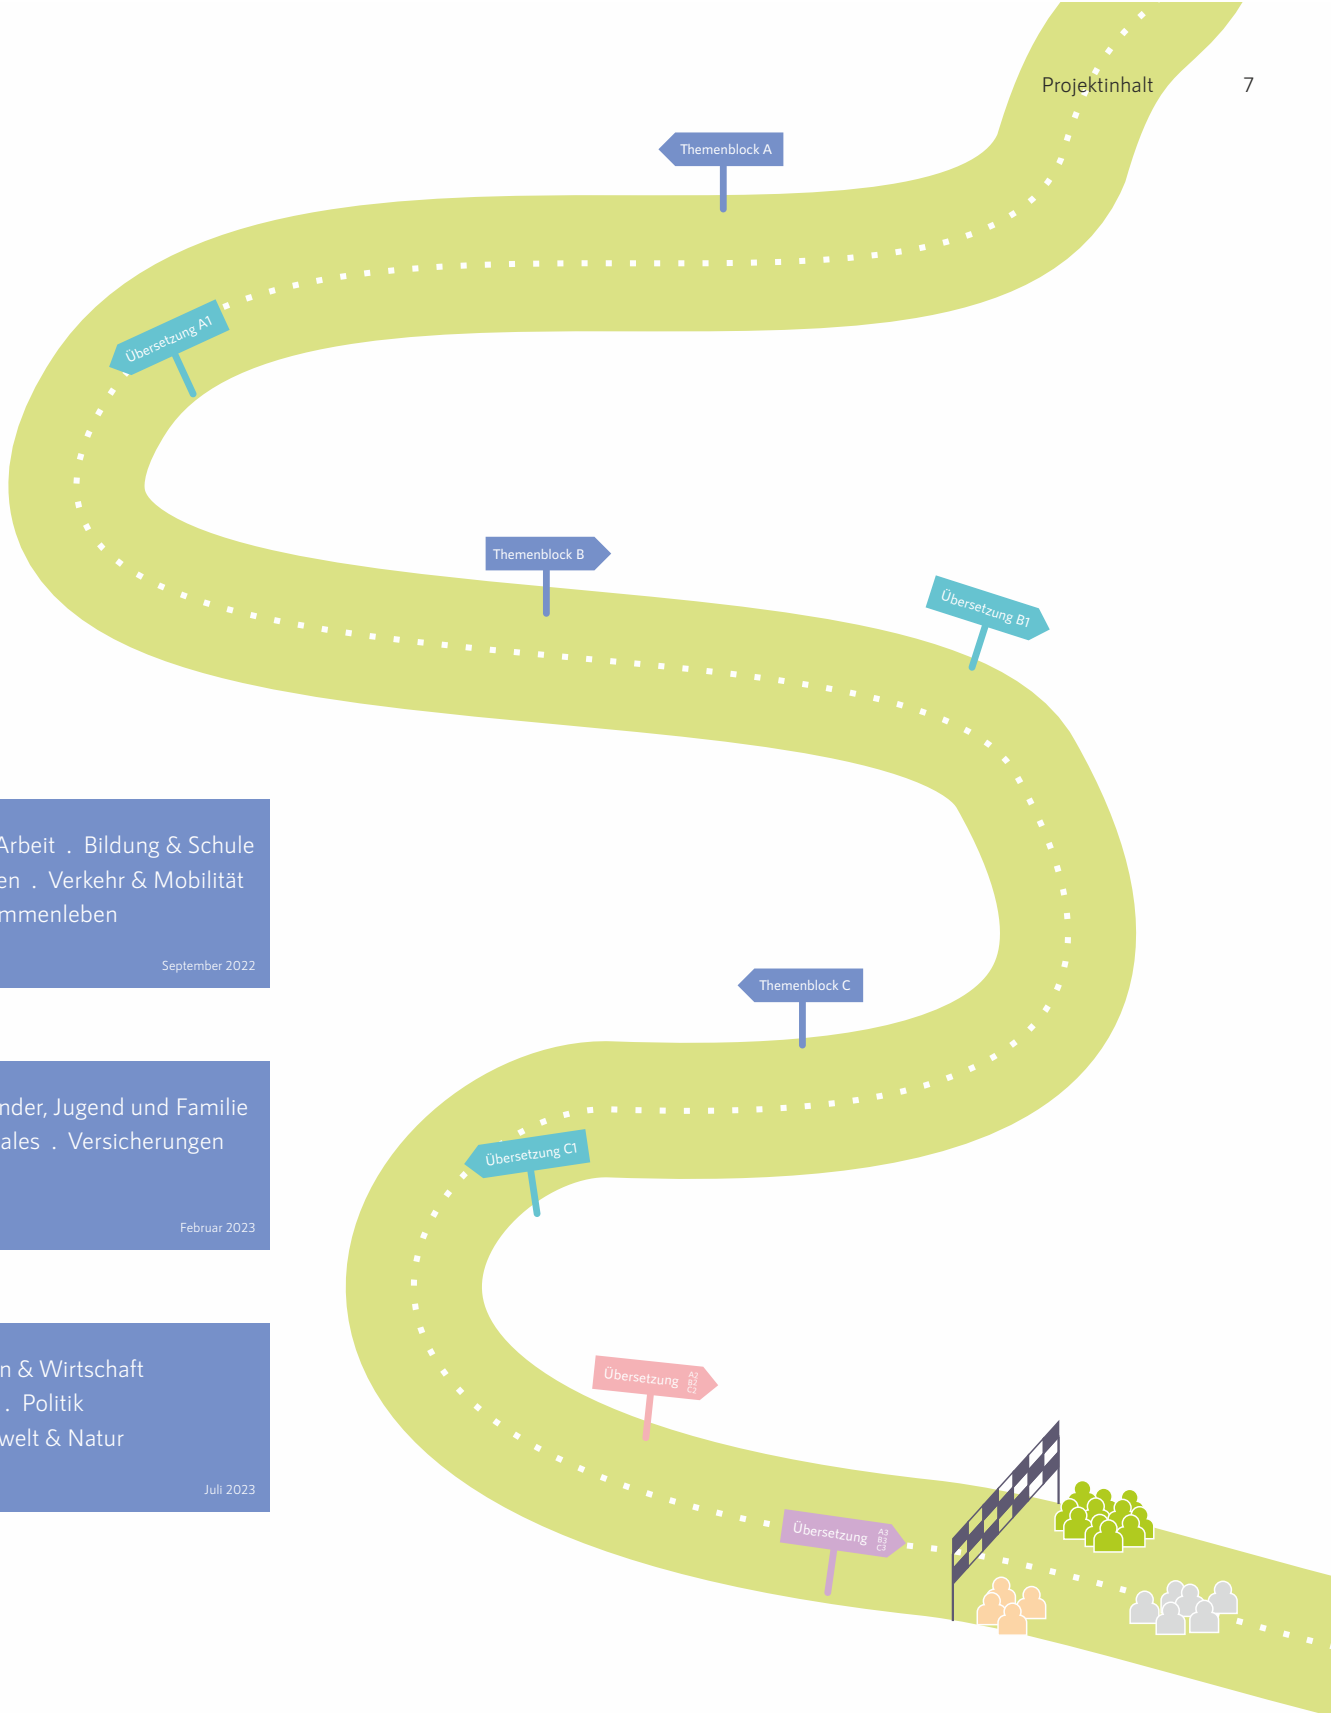 Projektinhalt 7
Themenblock A
Übersetzung A1
Themenblock B
Übersetzung B1
Arbeit . Bildung & Schule
en . Verkehr & Mobilität
mmenleben
September 2022
Themenblock C
nder, Jugend und Familie
ales . Versicherungen
Februar 2023
Übersetzung C1
n & Wirtschaft
. Politik
welt & Natur
Juli 2023
Übersetzung A2
B2
C2
Übersetzung A3
B3
C3